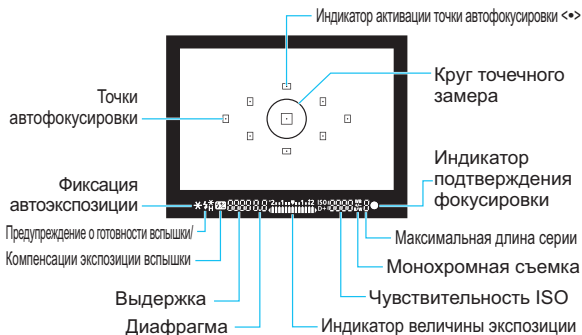 Индикатор активации точки автофокусировки <•>
Круг точечного
замера
Точки
автофокусировки
Индикатор
подтверждения
фокусировки
Фиксация
автоэкспозиции
Предупреждение о готовности вспышки/
Компенсации экспозиции вспышки
Максимальная длина серии
Монохромная съемка
Выдержка
Чувствительность ISO
Диафрагма
Индикатор величины экспозиции